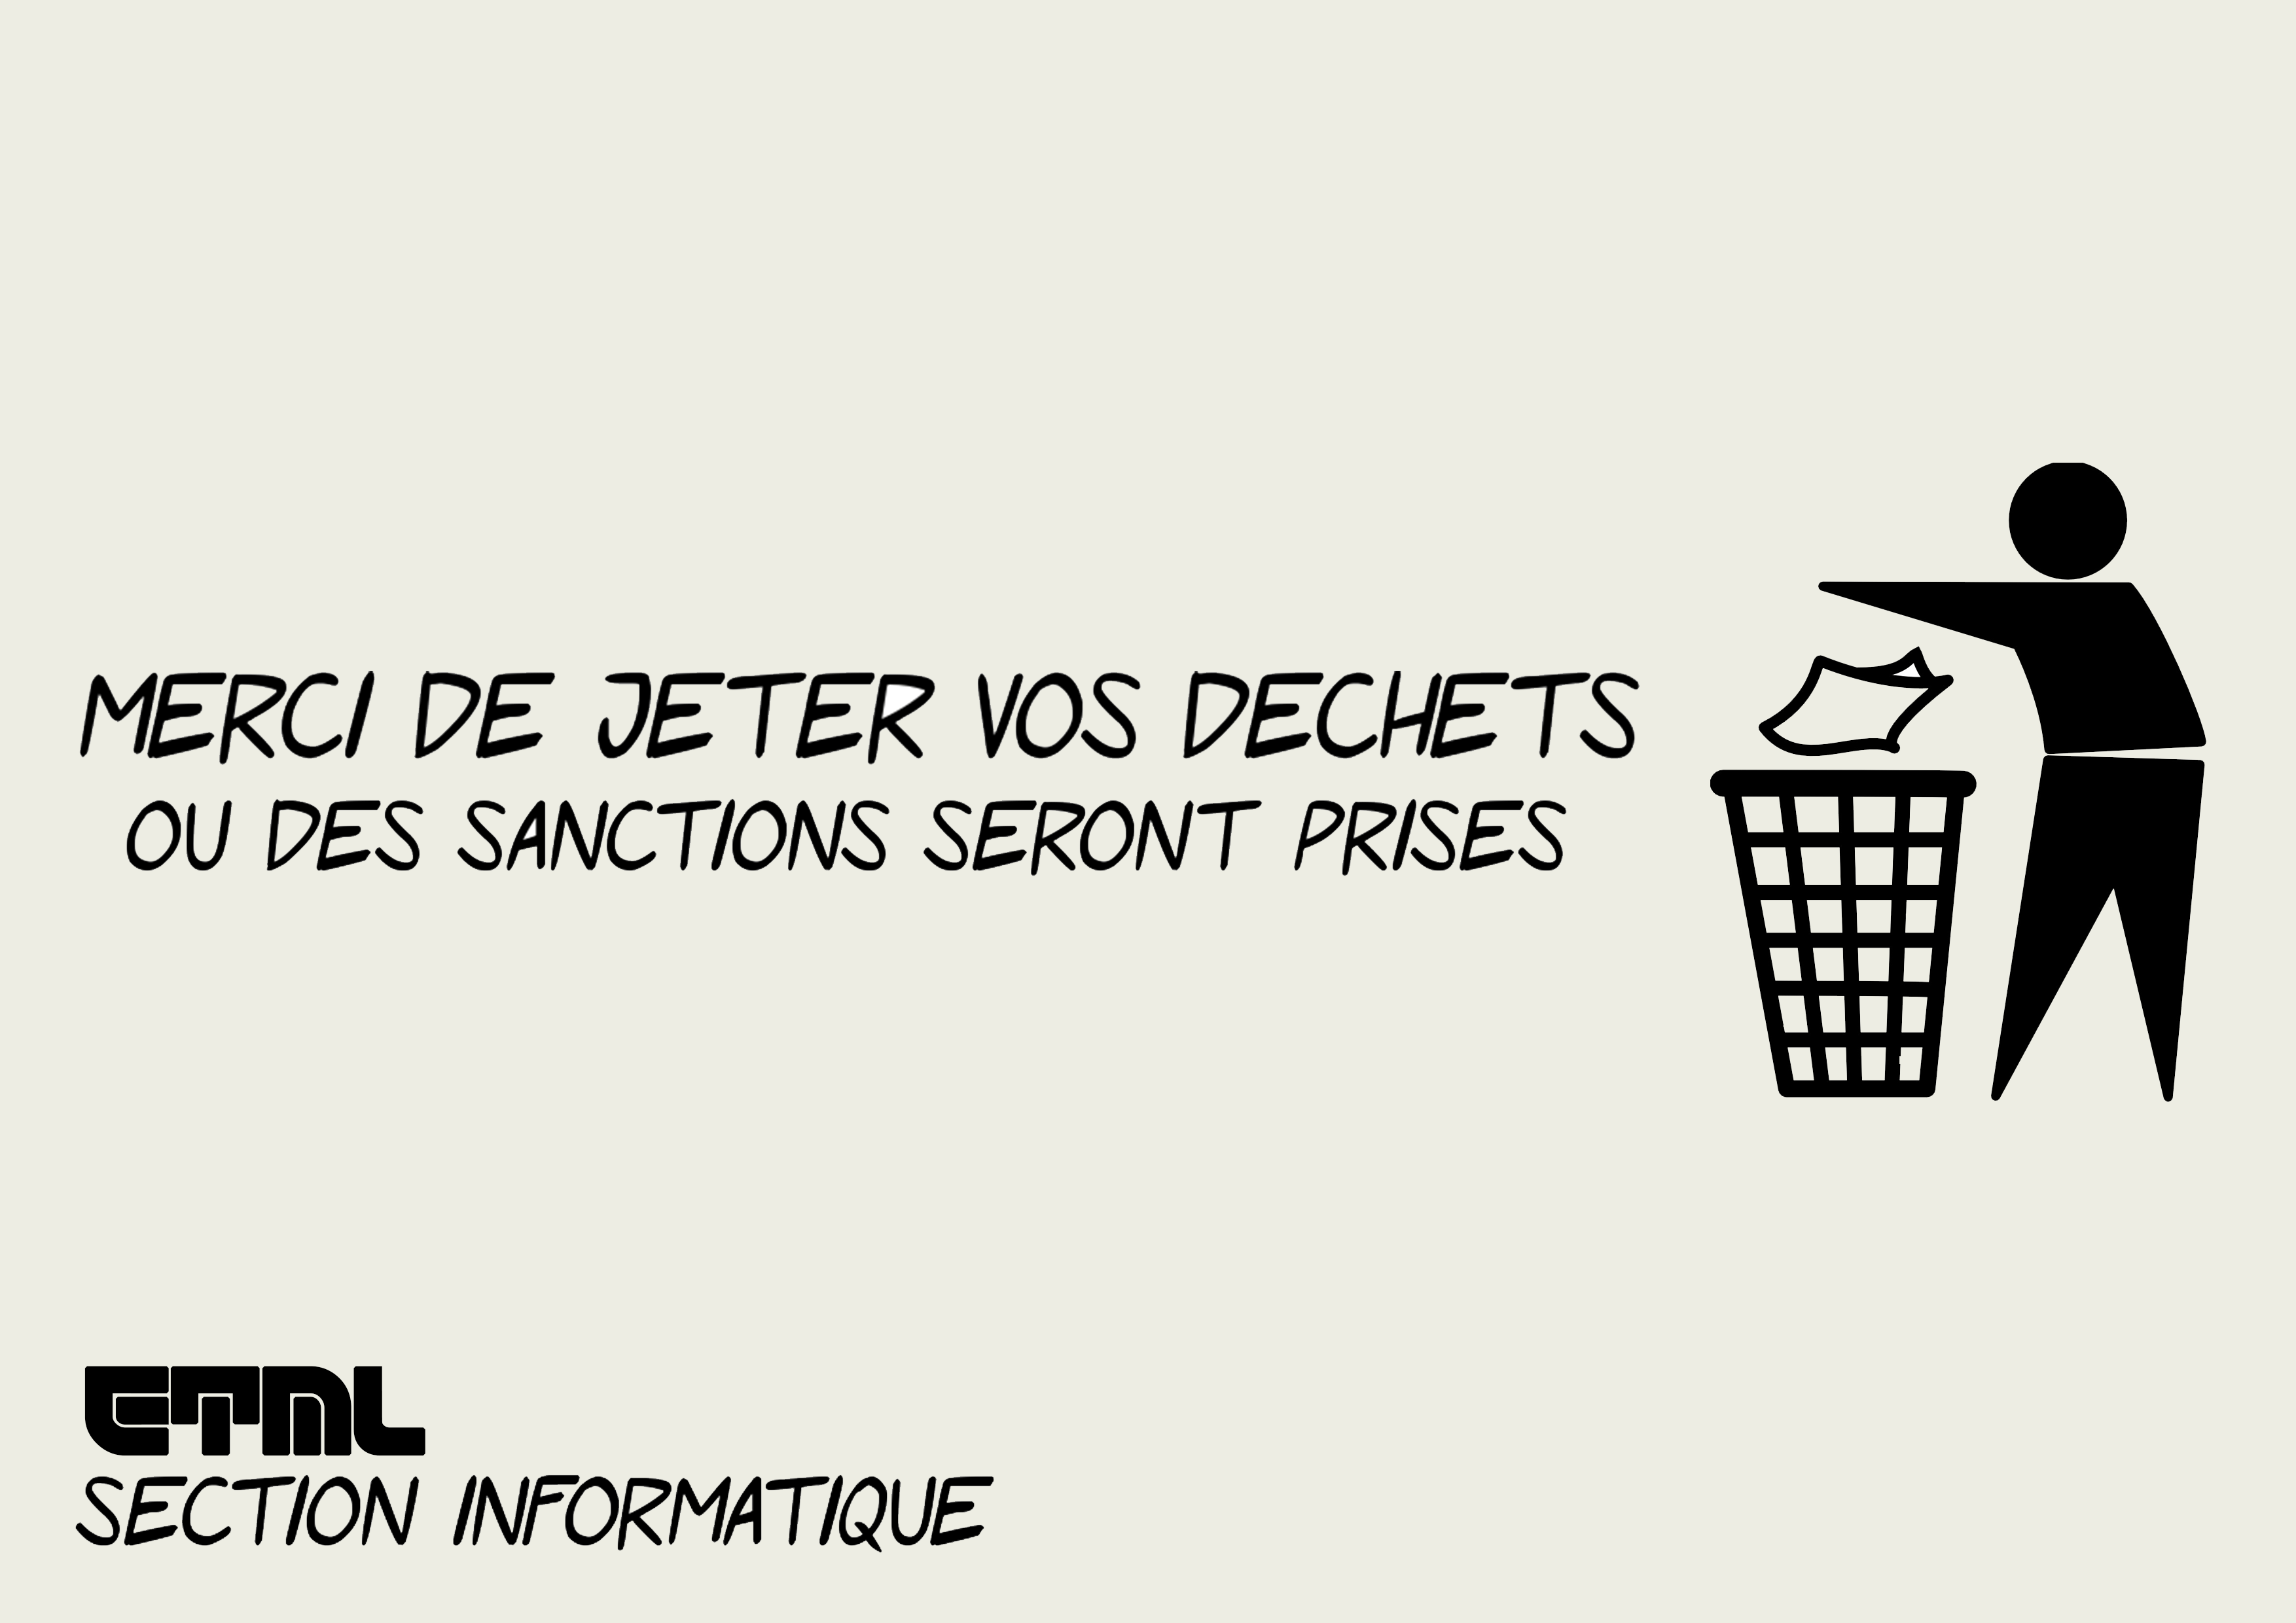 MERCI DE JETER VOS DECHETS
OU DES SANCTIONS SERONT PRISES
ETML
SECTION INFORMATIQUE